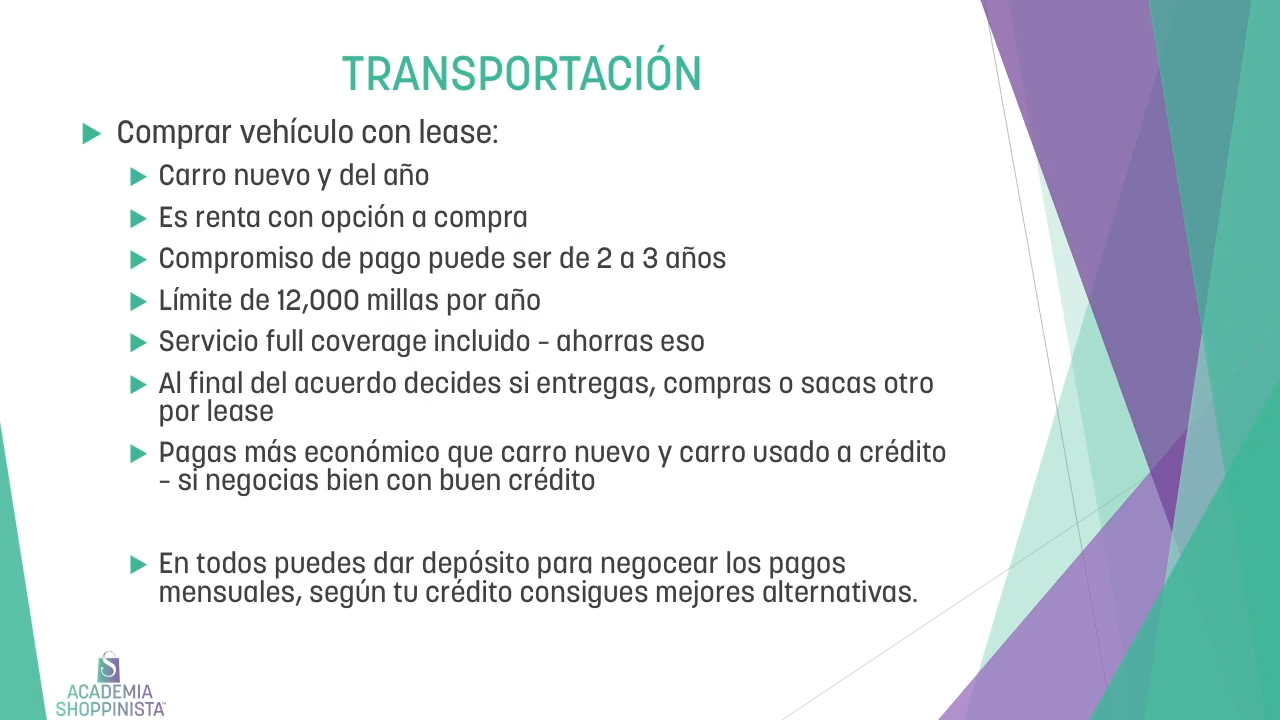 TRANSPORTACIÓN
Comprar vehículo con lease:
Carro nuevo y del año
Es renta con opción a compra
Compromiso de pago puede ser de 2 a 3 años
Límite de 12,000 millas por año
Servicio full coverage incluido – ahorras eso
Al final del acuerdo decides si entregas, compras o sacas otro
por lease
Pagas más económico que carro nuevo y carro usado a crédito
– si negocias bien con buen crédito
En todos puedes dar depósito para negocear los pagos
mensuales, según tu crédito consigues mejores alternativas.
S
ACADEMIA
SHOPPINISTA™